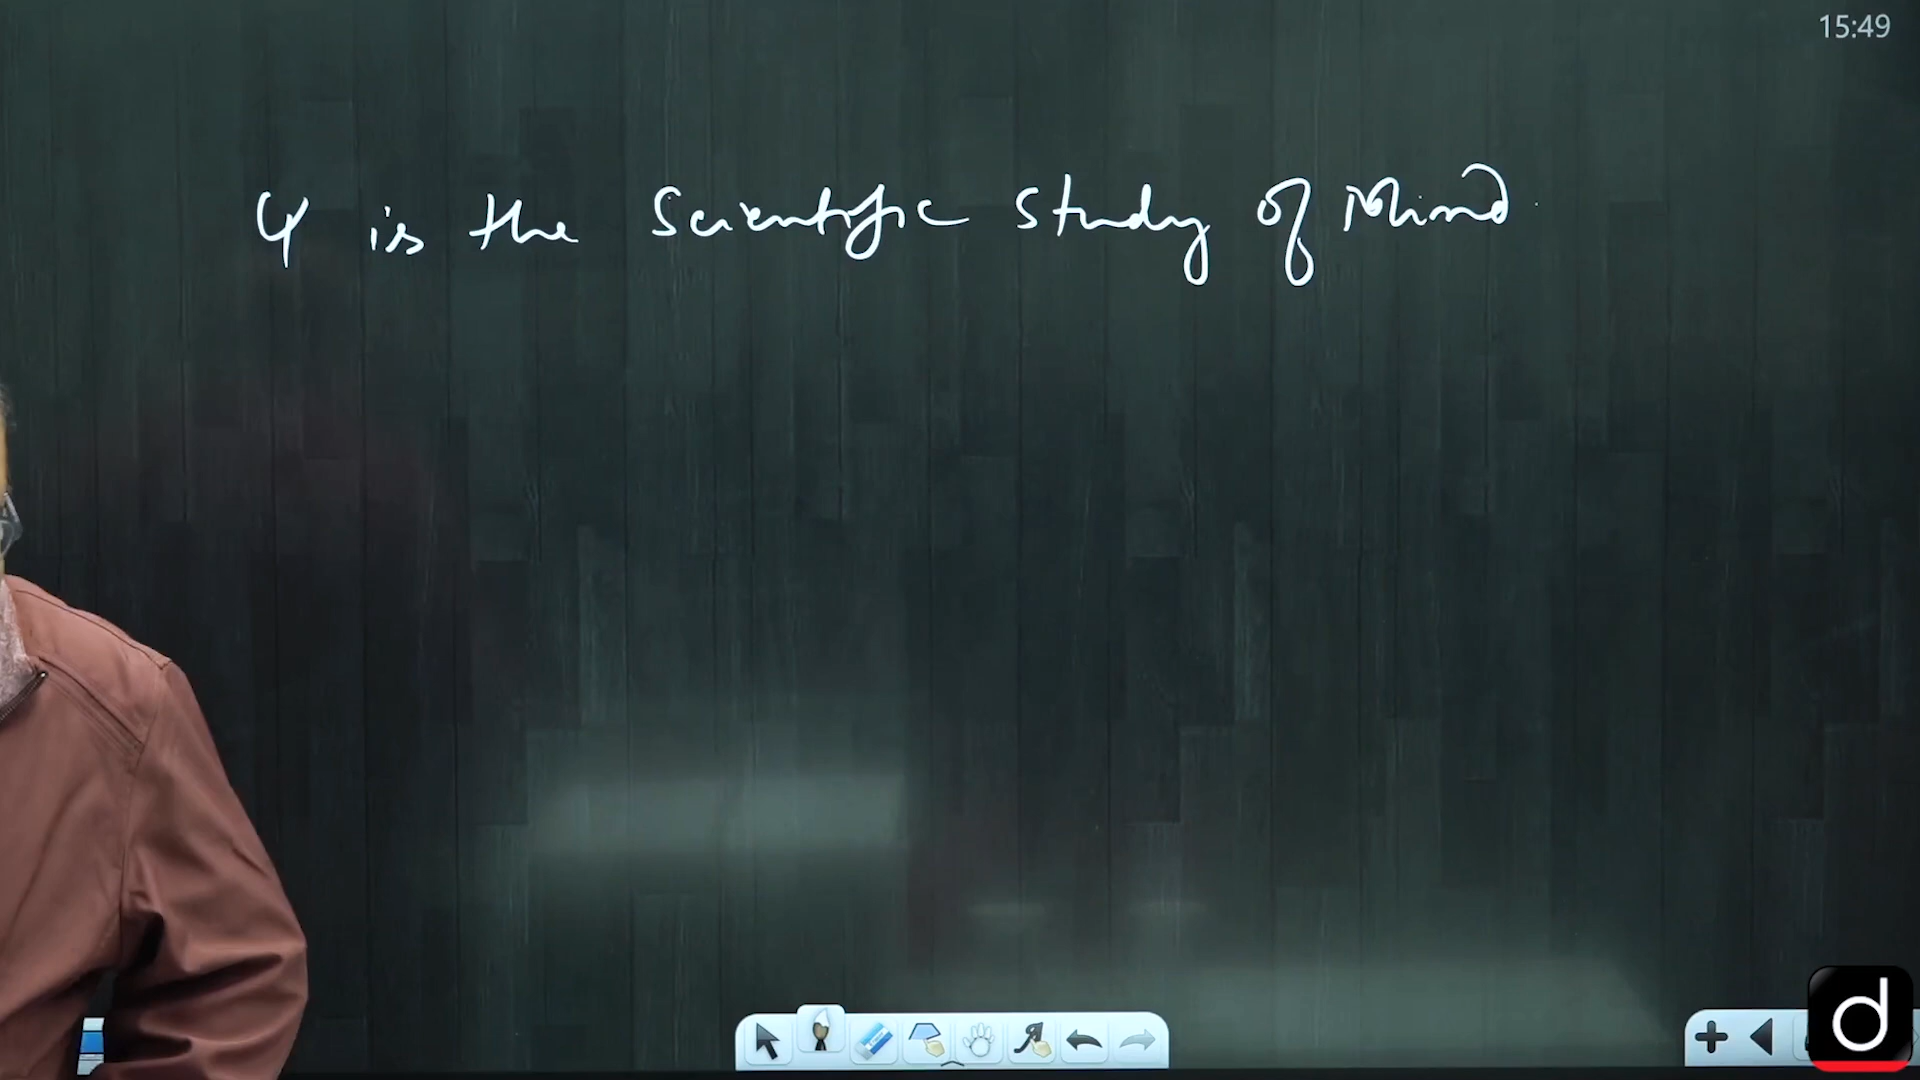 15:49
Ψ is the Scientific study of Mind
d